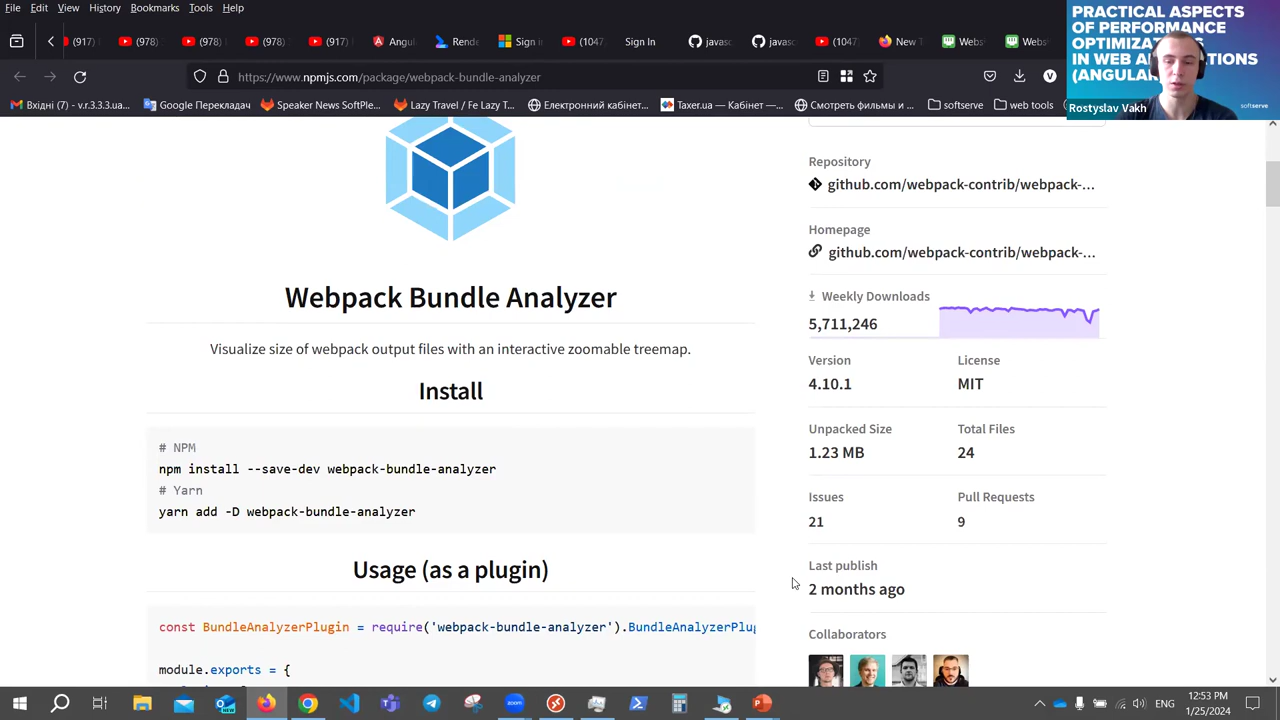 File Edit View History Bookmarks Tools Help
(917)
(978)
(978)
(978)
(917)
Angu
Rem
Sign in
(1047
Sign In
javasc
javasc
(1047
New T
Webs
Webs
https://www.npmjs.com/package/webpack-bundle-analyzer
Вхідні (7) - v.r.3.3.3.ua...
Google Перекладач
Speaker News SoftPle...
Lazy Travel / Fe Lazy T...
Електронний кабінет...
Taxer.ua — Кабінет —...
Смотреть фильмы и
softserve
web tools
PRACTICAL ASPECTS
OF PERFORMANCE
IN WEB
(ANGULAR
Rostyslav Vakh
softserve
Webpack Bundle Analyzer
Visualize size of webpack output files with an interactive zoomable treemap.
Install
# NPM
npm install --save-dev webpack-bundle-analyzer
# Yarn
yarn add -D webpack-bundle-analyzer
Usage (as a plugin)
const BundleAnalyzerPlugin = require('webpack-bundle-analyzer').BundleAnalyzerPlug
module.exports = {
Repository
github.com/webpack-contrib/webpack-...
Homepage
github.com/webpack-contrib/webpack-...
Weekly Downloads
5,711,246
Version License
4.10.1 MIT
Unpacked Size Total Files
1.23 MB 24
Issues Pull Requests
21 9
Last publish
2 months ago
Collaborators
ENG
12:53 PM
1/25/2024